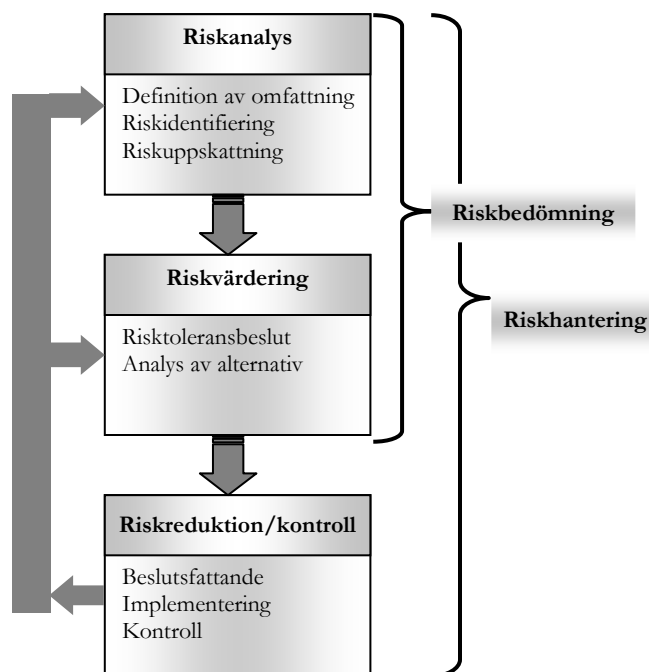 Riskanalys
Definition av omfattning
Riskidentifiering
Riskuppskattning
Riskbedömning
Riskvärdering
Riskhantering
Risktoleransbeslut
Analys av alternativ
Riskreduktion/kontroll
Beslutsfattande
Implementering
Kontroll